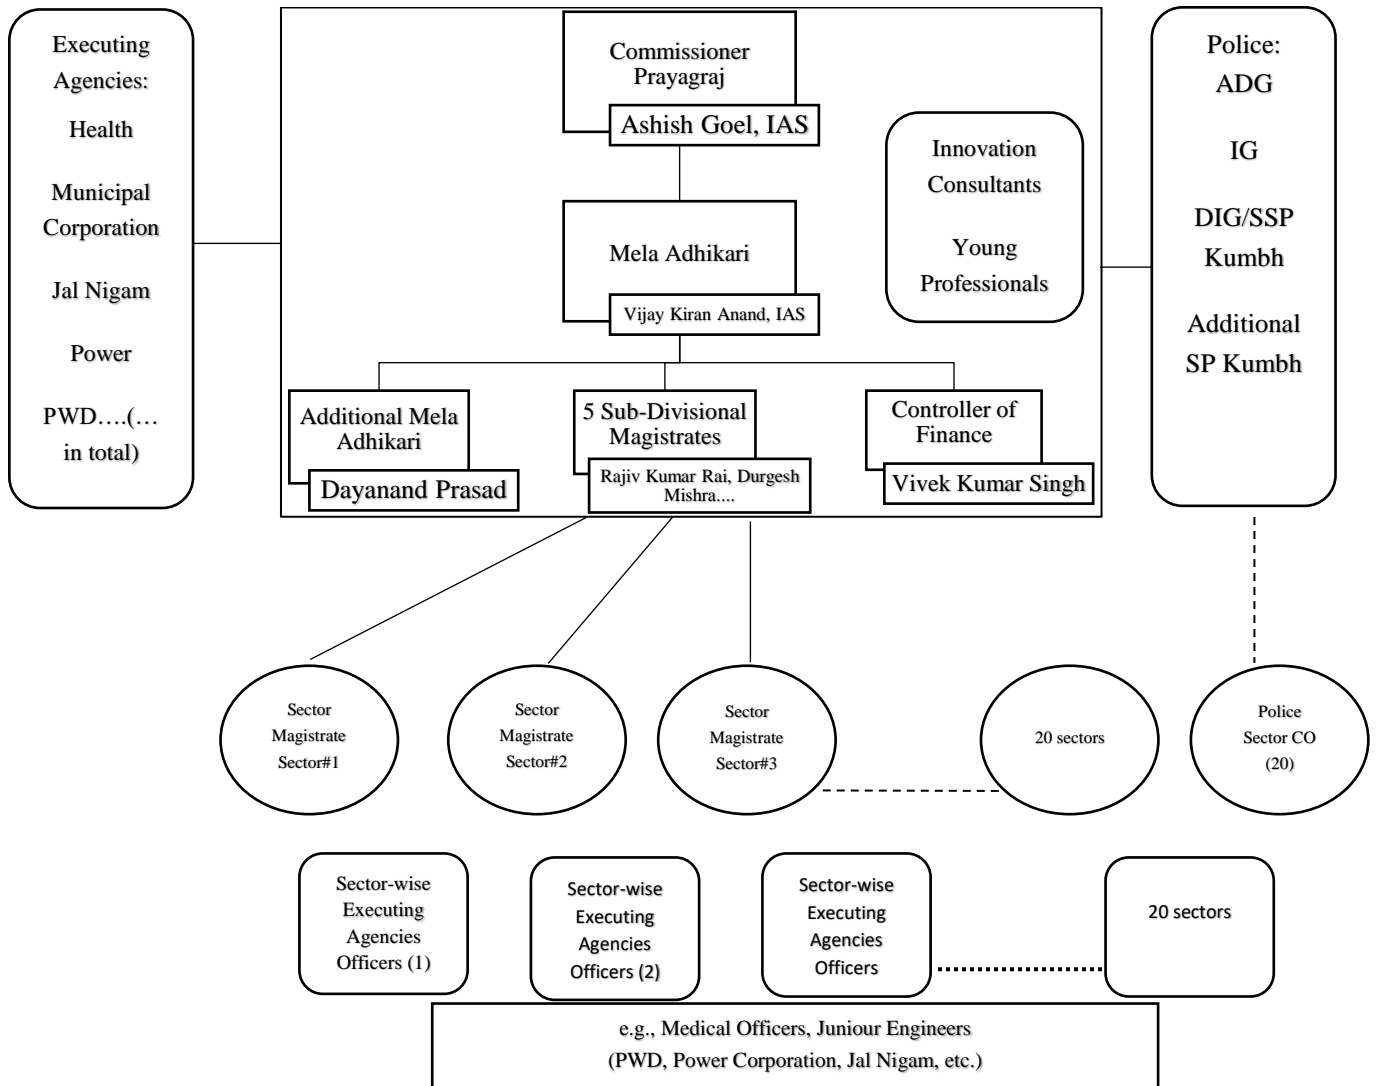 Executing
Agencies:
Health
Municipal
Corporation
Jal Nigam
Power
PWD….(…
in total)
Commissioner
Prayagraj
Ashish Goel, IAS
Mela Adhikari
Vijay Kiran Anand, IAS
Innovation
Consultants
Young
Professionals
Additional Mela
Adhikari
Dayanand Prasad
5 Sub-Divisional
Magistrates
Rajiv Kumar Rai, Durgesh
Mishra....
Controller of
Finance
Vivek Kumar Singh
Police:
ADG
IG
DIG/SSP
Kumbh
Additional
SP Kumbh
Sector
Magistrate
Sector#1
Sector
Magistrate
Sector#2
Sector
Magistrate
Sector#3
20 sectors
Police
Sector CO
(20)
Sector-wise
Executing
Agencies
Officers (1)
Sector-wise
Executing
Agencies
Officers (2)
Sector-wise
Executing
Agencies
Officers
20 sectors
e.g., Medical Officers, Juniour Engineers
(PWD, Power Corporation, Jal Nigam, etc.)